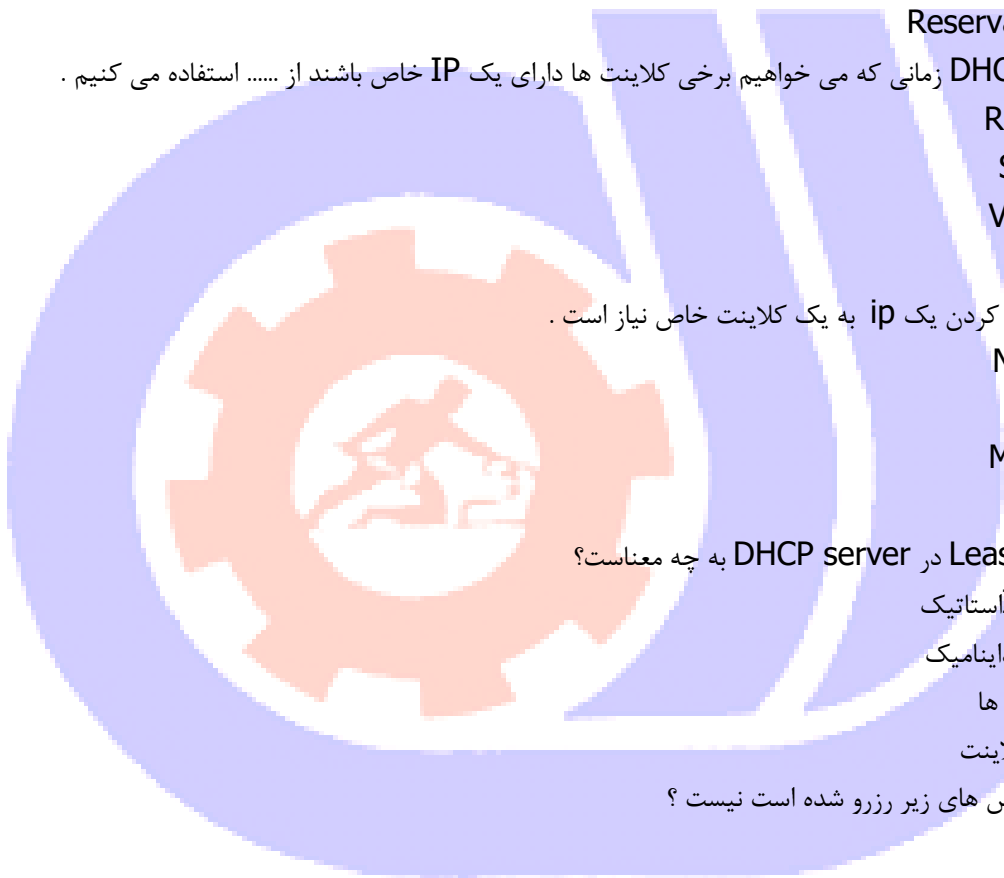 Reserva
DHC زمانی که می خواهیم برخی کلاینت ها دارای یک IP خاص باشند از ...... استفاده می کنیم .
R
S
V
کردن یک ip به یک کلاینت خاص نیاز است .
N
M
Leas در DHCP server به چه معناست؟
استاتیک
داینامیک
ها
لاینت
س های زیر رزرو شده است نیست ؟